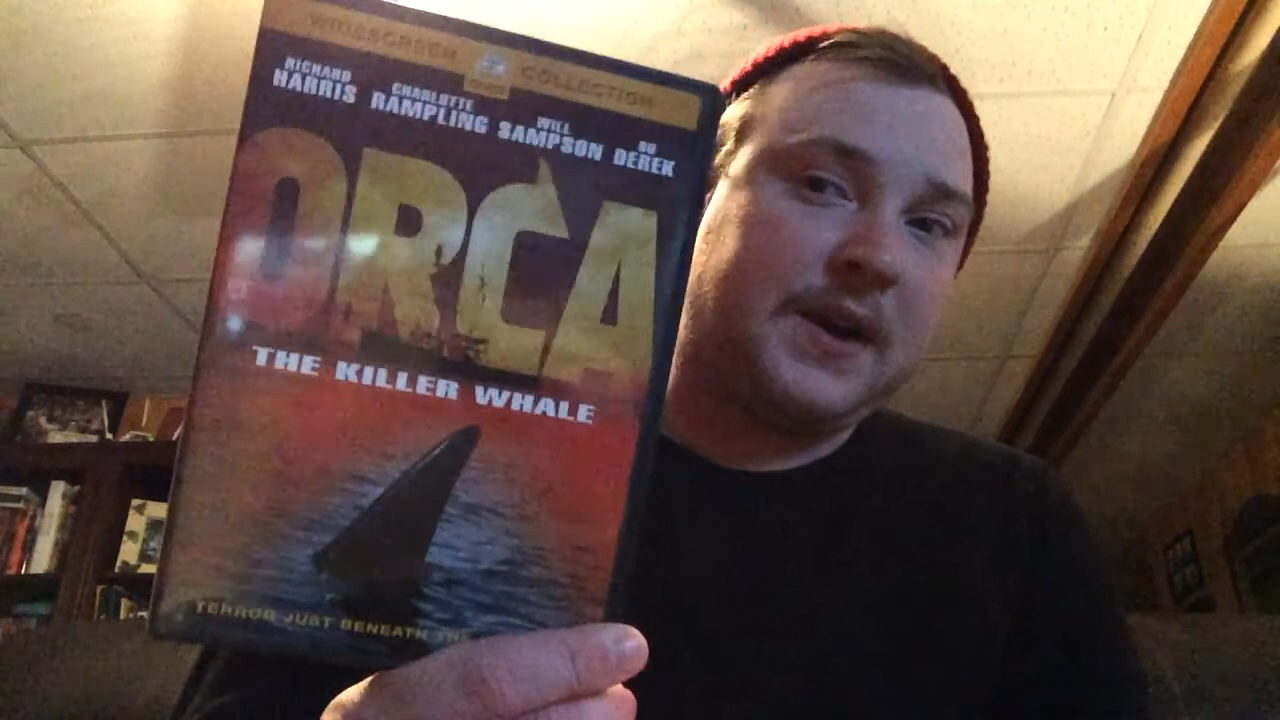 WIDESCREEN COLLECTION
RICHARD HARRIS
CHARLOTTE RAMPLING
WILL SAMPSON
BO DEREK
ORCA
THE KILLER WHALE
TERROR JUST BENEATH THE